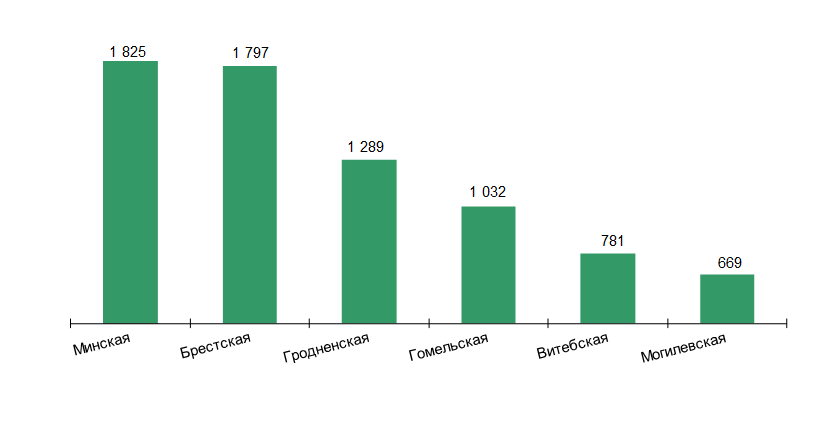 1 825
1 797
1 289
1 032
781
669
Минская
Брестская
Гродненская
Гомельская
Витебская
Могилевская